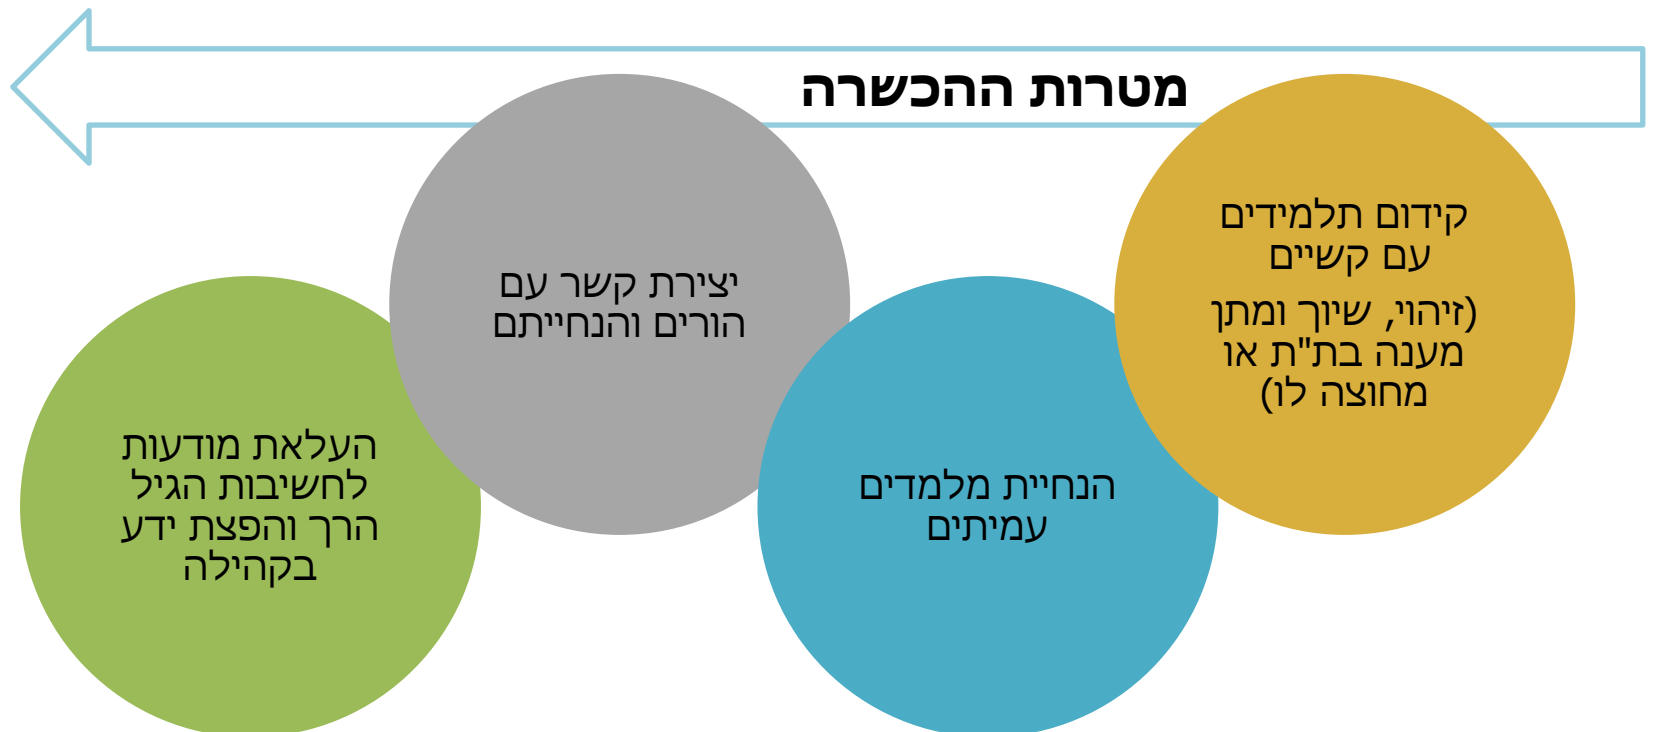 מטרות ההכשרה
קידום תלמידים
עם קשיים
(זיהוי, שיוך ומתן
מענה בת"ת או
מחוצה לו)
הנחיית מלמדים
עמיתים
יצירת קשר עם
הורים והנחייתם
העלאת מודעות
לחשיבות הגיל
הרך והפצת ידע
בקהילה